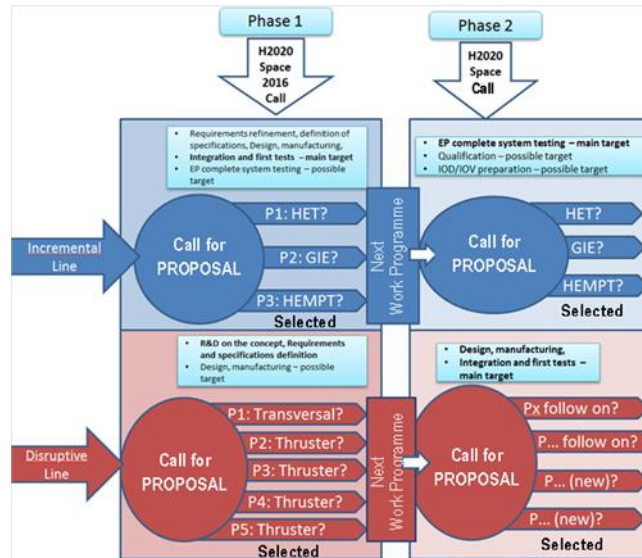 Phase 1
Phase 2
H2020
Space
2016
Call
H2020
Space
Call
• Requirements refinement, definition of
specifications, Design, manufacturing,
• Integration and first tests – main target
• EP complete system testing – possible
target
• EP complete system testing – main target
• Qualification – possible target
• IOD/IOV preparation – possible target
Incremental
Line
Call for
PROPOSAL
P1: HET?
P2: GIE?
P3: HEMPT?
Selected
Next
Work Programme
Call for
PROPOSAL
HET?
GIE?
HEMPT?
Selected
• R&D on the concept, Requirements
and specifications definition
• Design, manufacturing – possible
target
• Design, manufacturing,
• Integration and first tests –
main target
Disruptive
Line
Call for
PROPOSAL
P1: Transversal?
P2: Thruster?
P3: Thruster?
P4: Thruster?
P5: Thruster?
Selected
Next
Work Programme
Call for
PROPOSAL
Px follow on?
P... follow on?
P... (new)?
P... (new)?
Selected